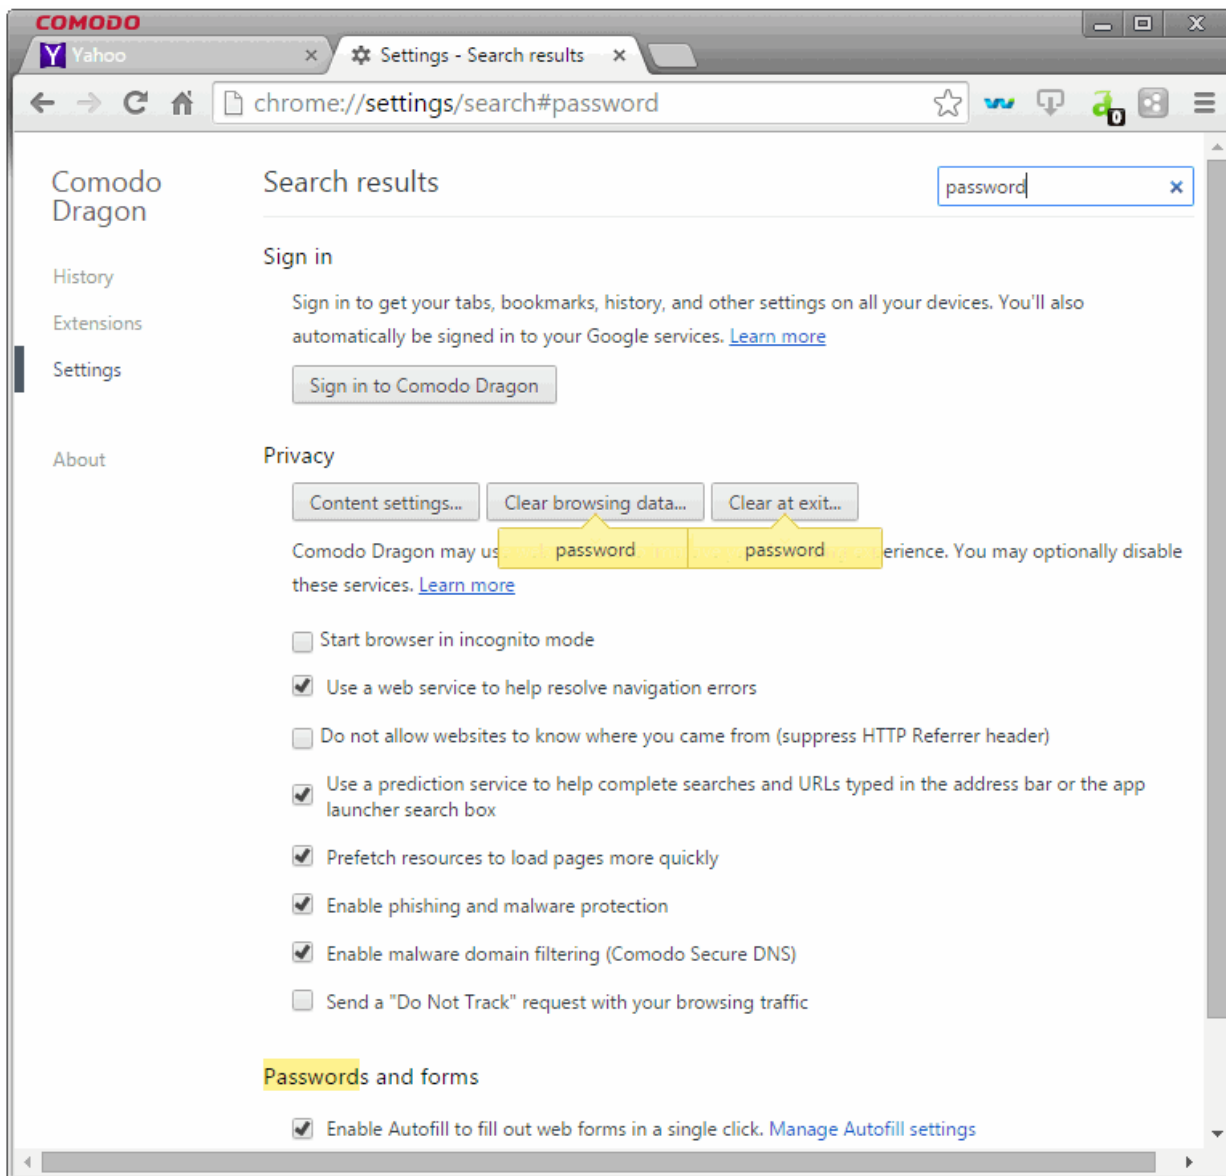 COMODO
Yahoo
Settings - Search results
chrome://settings/search#password
0
Comodo
Dragon
Search results
password
History
Extensions
Settings
About
Sign in
Sign in to get your tabs, bookmarks, history, and other settings on all your devices. You'll also
automatically be signed in to your Google services. Learn more
Sign in to Comodo Dragon
Privacy
Content settings...
Clear browsing data...
Clear at exit...
password
password
Comodo Dragon may us erience. You may optionally disable
these services. Learn more
Start browser in incognito mode
Use a web service to help resolve navigation errors
Do not allow websites to know where you came from (suppress HTTP Referrer header)
Use a prediction service to help complete searches and URLs typed in the address bar or the app
launcher search box
Prefetch resources to load pages more quickly
Enable phishing and malware protection
Enable malware domain filtering (Comodo Secure DNS)
Send a "Do Not Track" request with your browsing traffic
Passwords and forms
Enable Autofill to fill out web forms in a single click. Manage Autofill settings